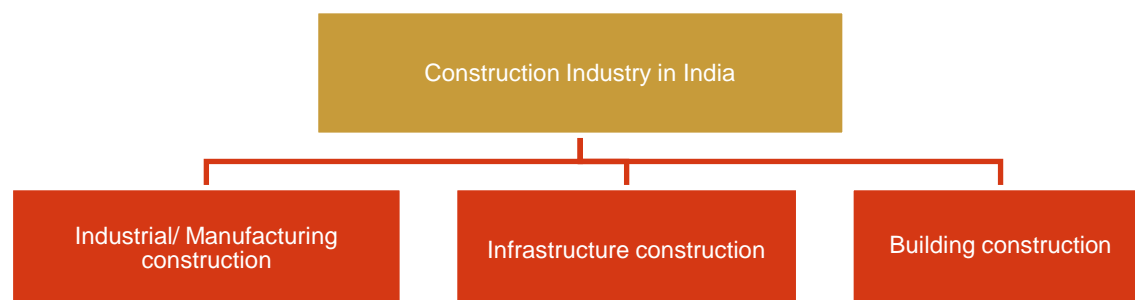 Construction Industry in India
Industrial/ Manufacturing
construction
Infrastructure construction
Building construction